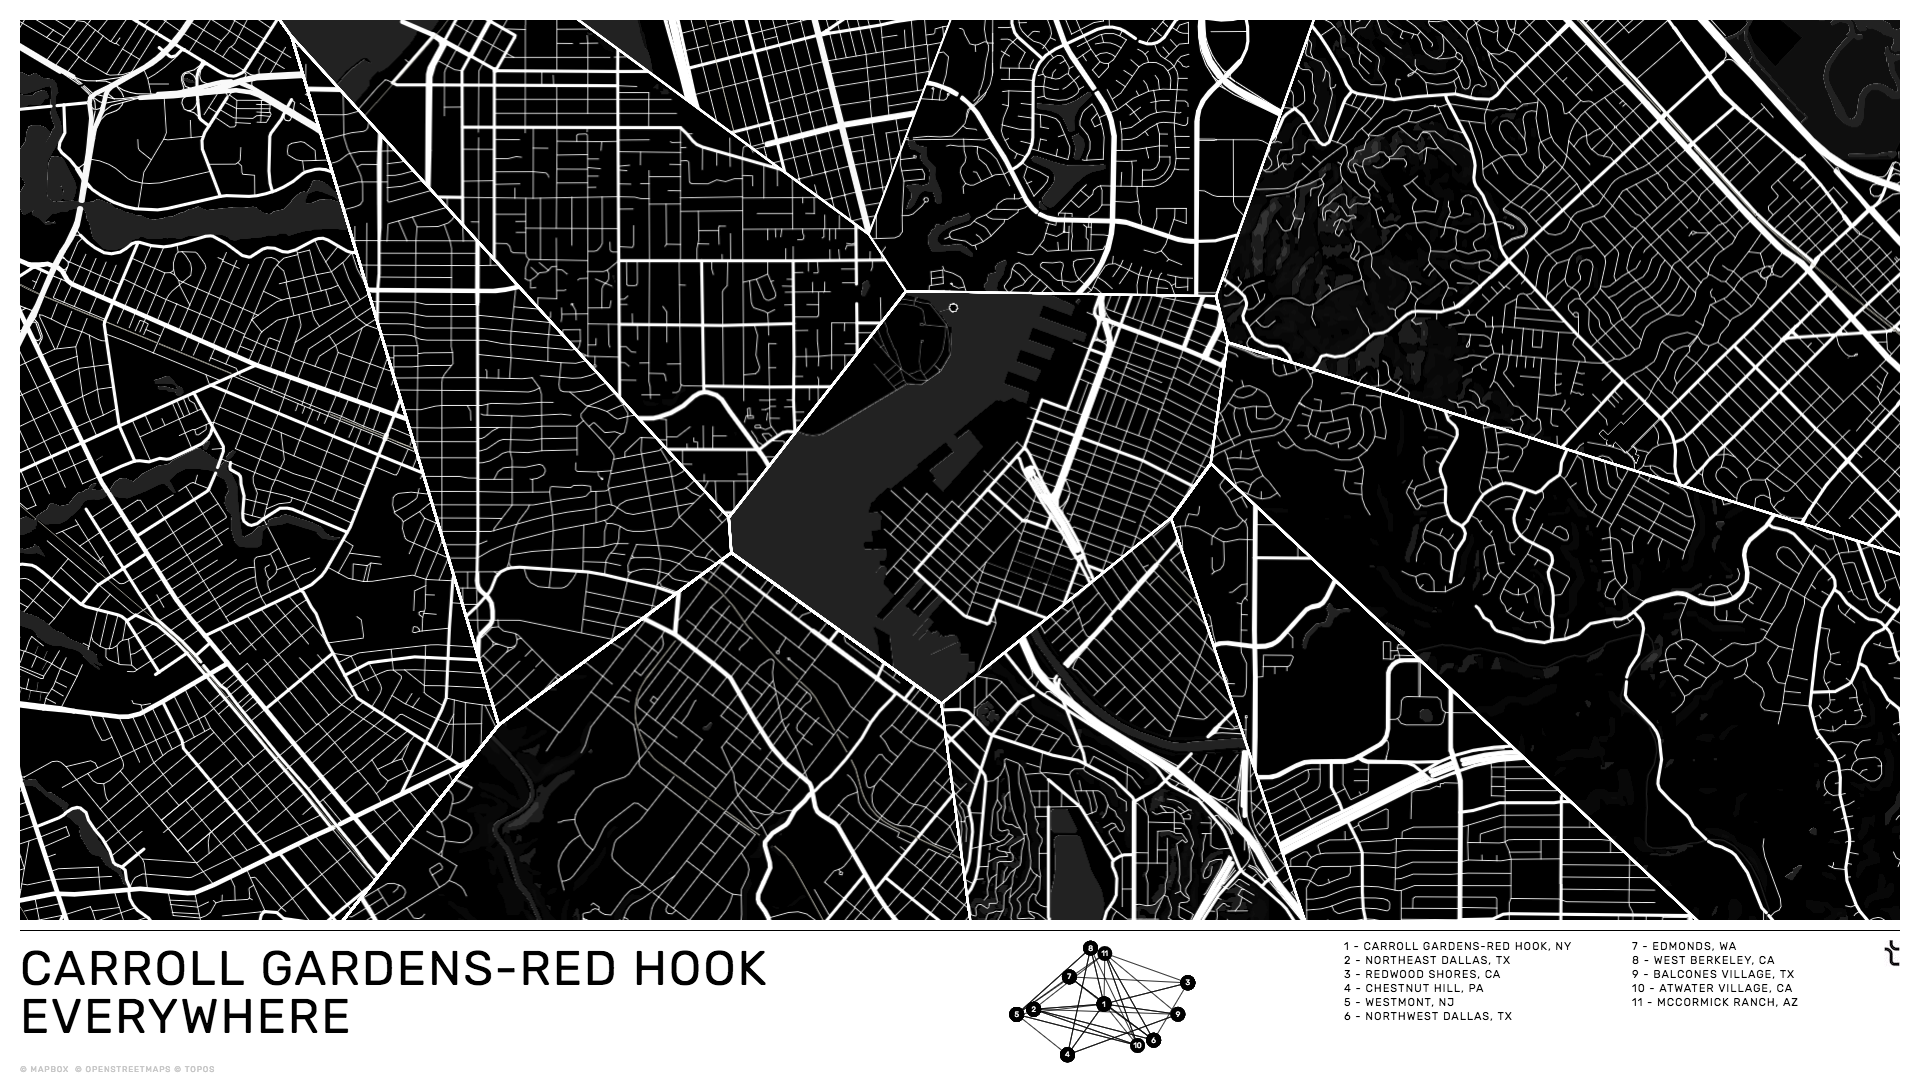 CARROLL GARDENS-RED HOOK
EVERYWHERE
© MAPBOX © OPENSTREETMAPS © TOPOS
8
11
7
3
2
5
1
9
6
10
4
1 - CARROLL GARDENS-RED HOOK, NY
2 - NORTHEAST DALLAS, TX
3 - REDWOOD SHORES, CA
4 - CHESTNUT HILL, PA
5 - WESTMONT, NJ
6 - NORTHWEST DALLAS, TX
7 - EDMONDS, WA
8 - WEST BERKELEY, CA
9 - BALCONES VILLAGE, TX
10 - ATWATER VILLAGE, CA
11 - MCCORMICK RANCH, AZ